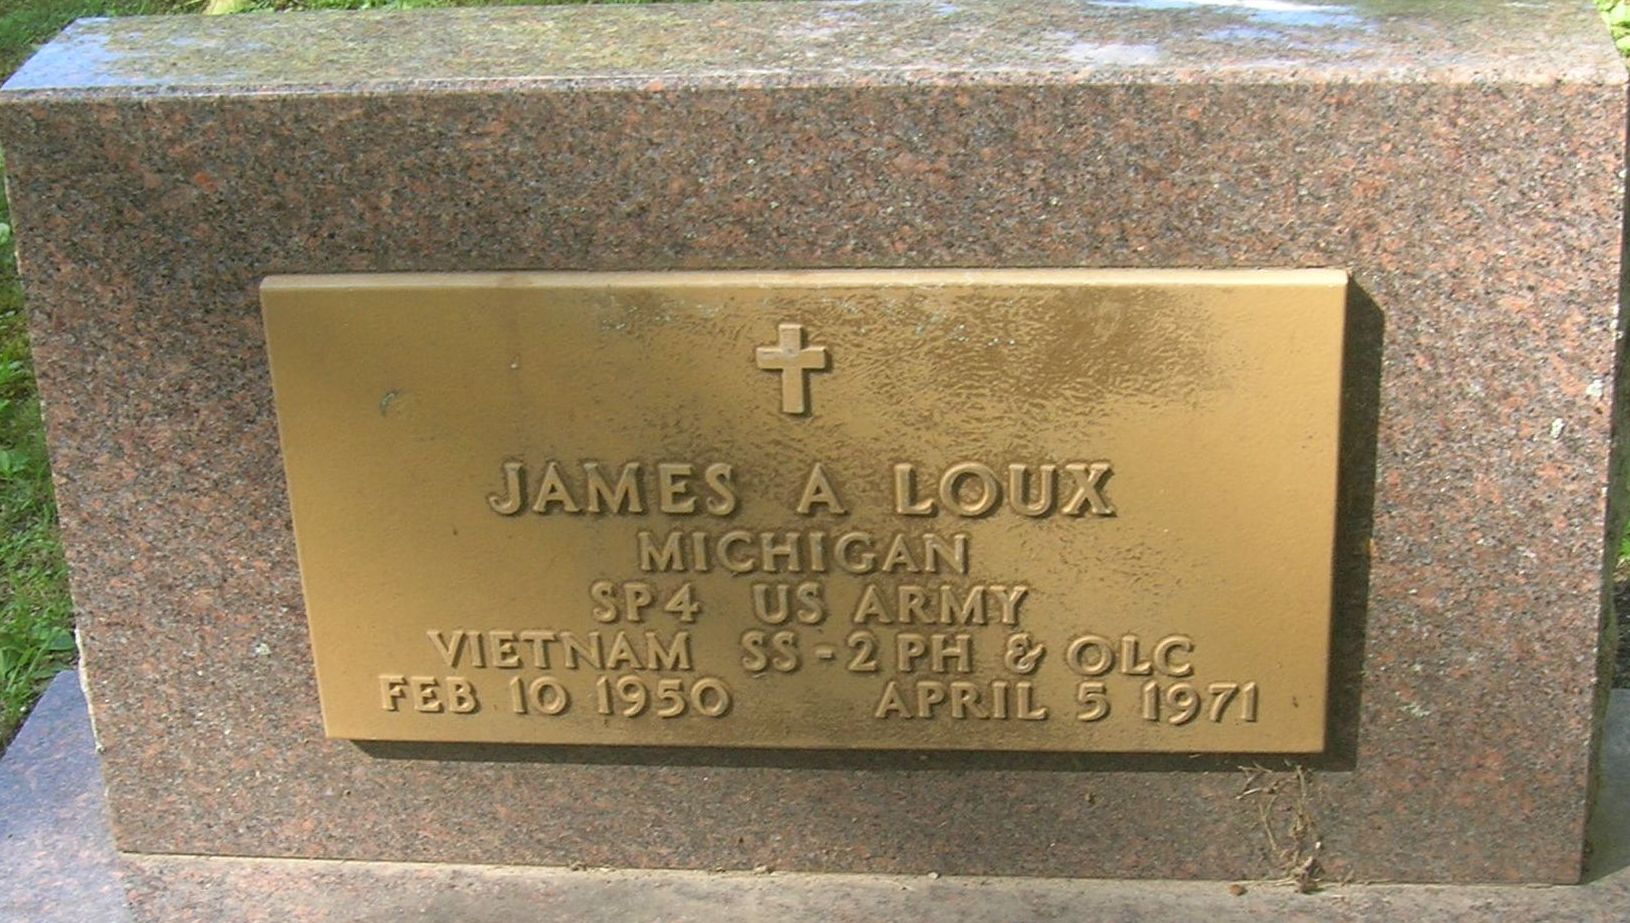 JAMES A LOUX
MICHIGAN
SP4 US ARMY
VIETNAM SS-2 PH & OLC
FEB 10 1950 APRIL 5 1971